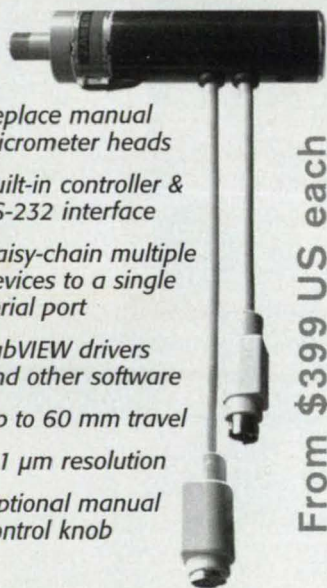 eplace manual
icrometer heads
uilt-in controller &
S-232 interface
aisy-chain multiple
evices to a single
erial port
abVIEW drivers
nd other software
p to 60 mm travel
1 µm resolution
ptional manual
ontrol knob
From $399 US each